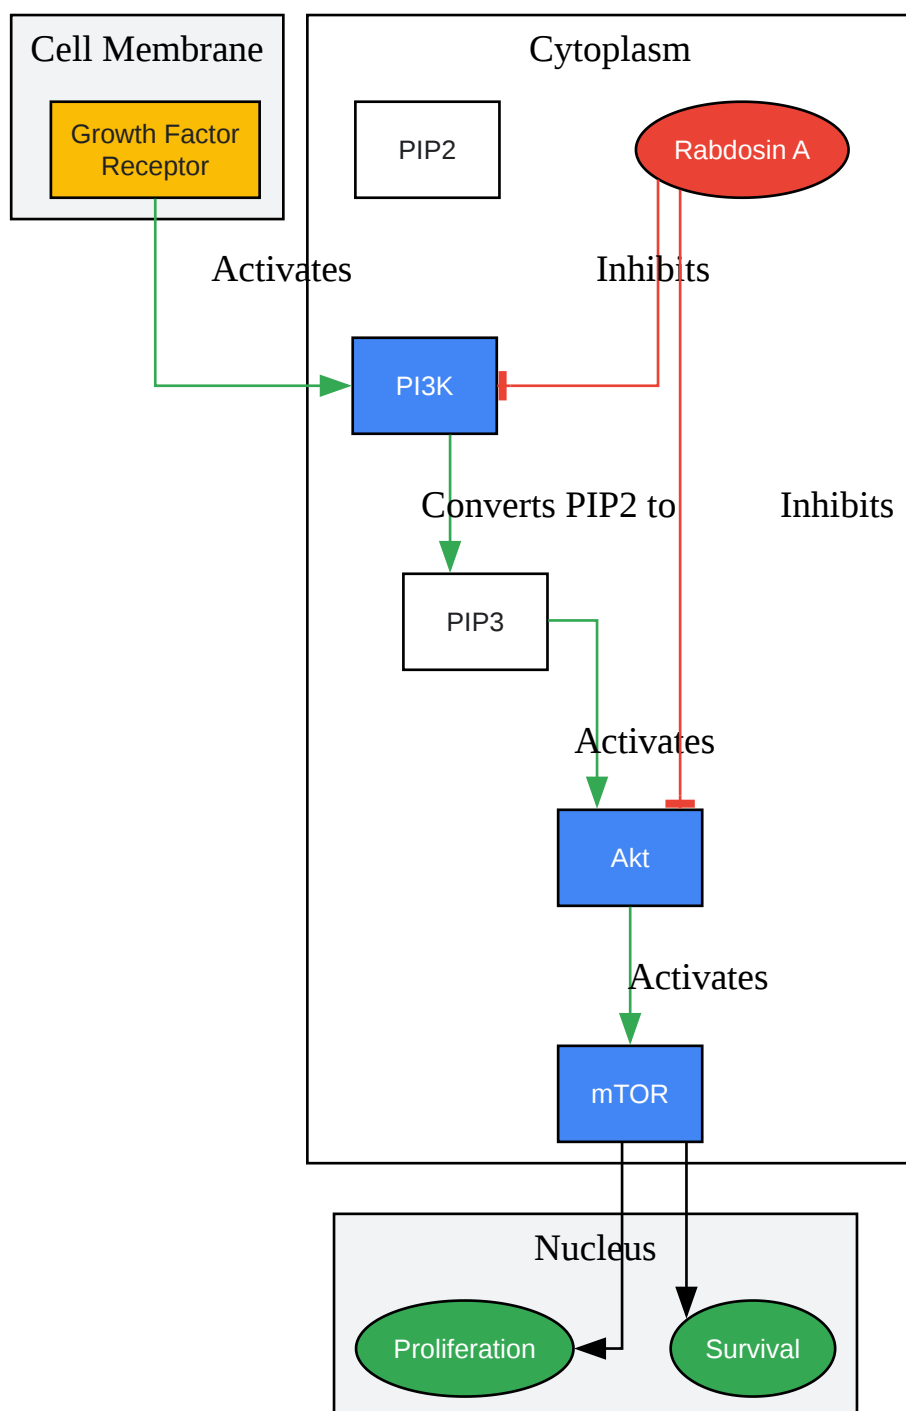 Cell Membrane
Cytoplasm
Growth Factor
Receptor
PIP2
Rabdosin A
Activates
Inhibits
PI3K
Converts PIP2 to
Inhibits
PIP3
Activates
Akt
Activates
mTOR
Nucleus
Proliferation
Survival